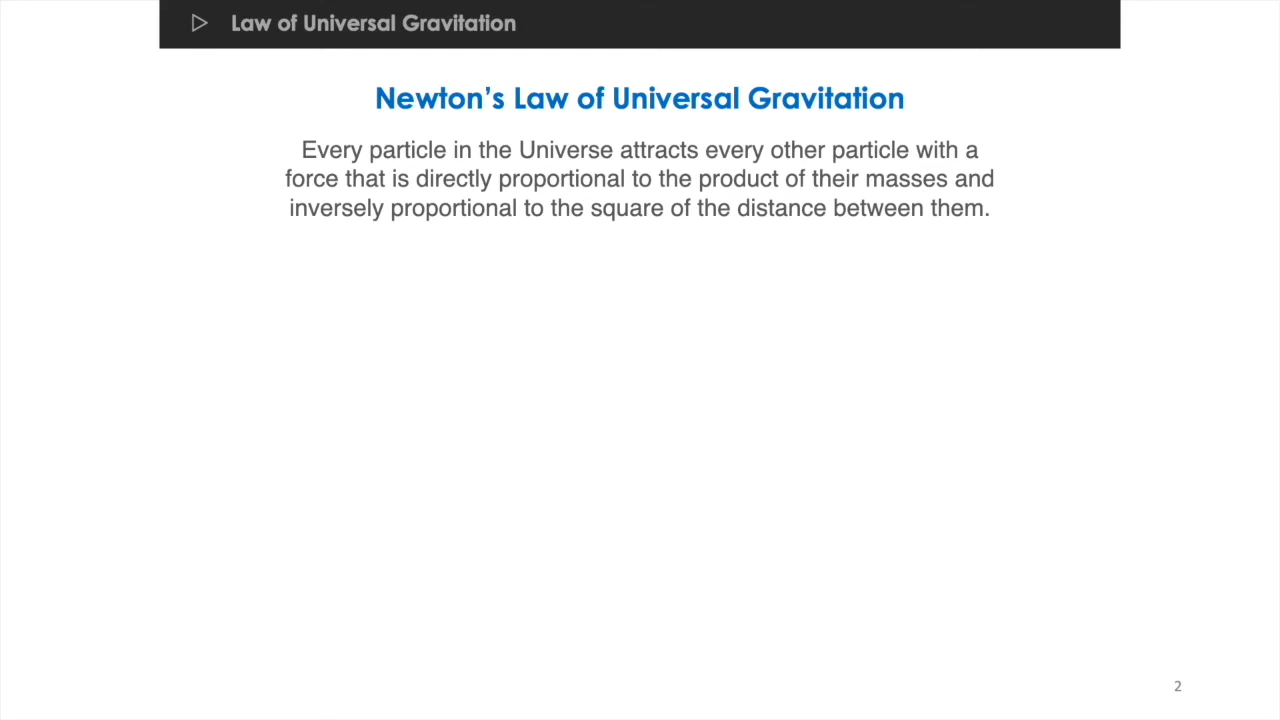 Law of Universal Gravitation
Newton’s Law of Universal Gravitation
Every particle in the Universe attracts every other particle with a
force that is directly proportional to the product of their masses and
inversely proportional to the square of the distance between them.
2